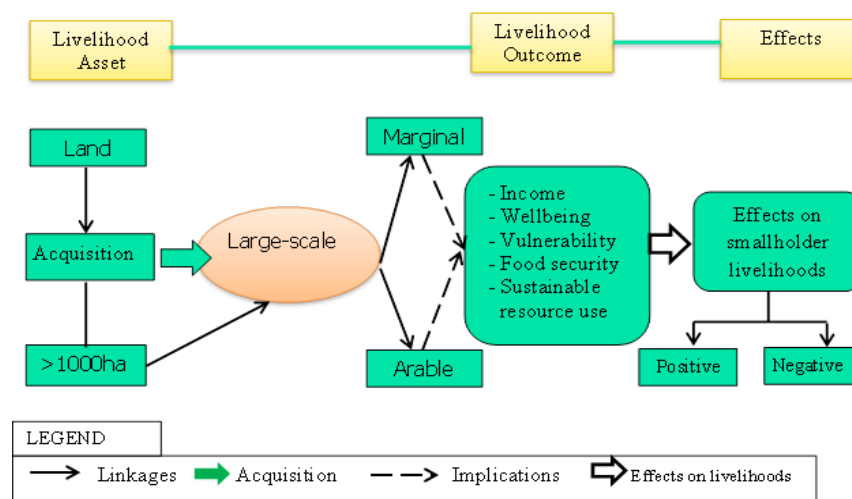 Livelihood
Asset
Livelihood
Outcome
Effects
Land
Acquisition
>1000ha
Large-scale
Marginal
Arable
- Income
- Wellbeing
- Vulnerability
- Food security
- Sustainable
resource use
Effects on
smallholder
livelihoods
Positive
Negative
LEGEND
Linkages
Acquisition
Implications
Effects on livelihoods